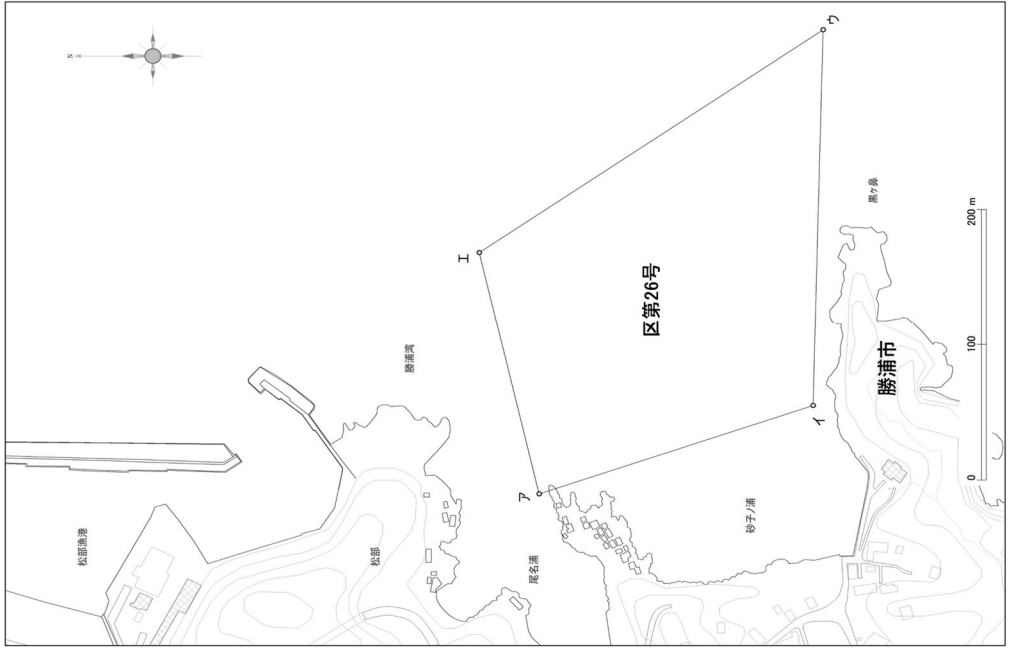 N
ウ
エ
黒ヶ鼻
200 m
区第26号
勝浦湾
勝浦市
100
イ
ア
0
砂子ノ浦
松部漁港
松部
尾名浦